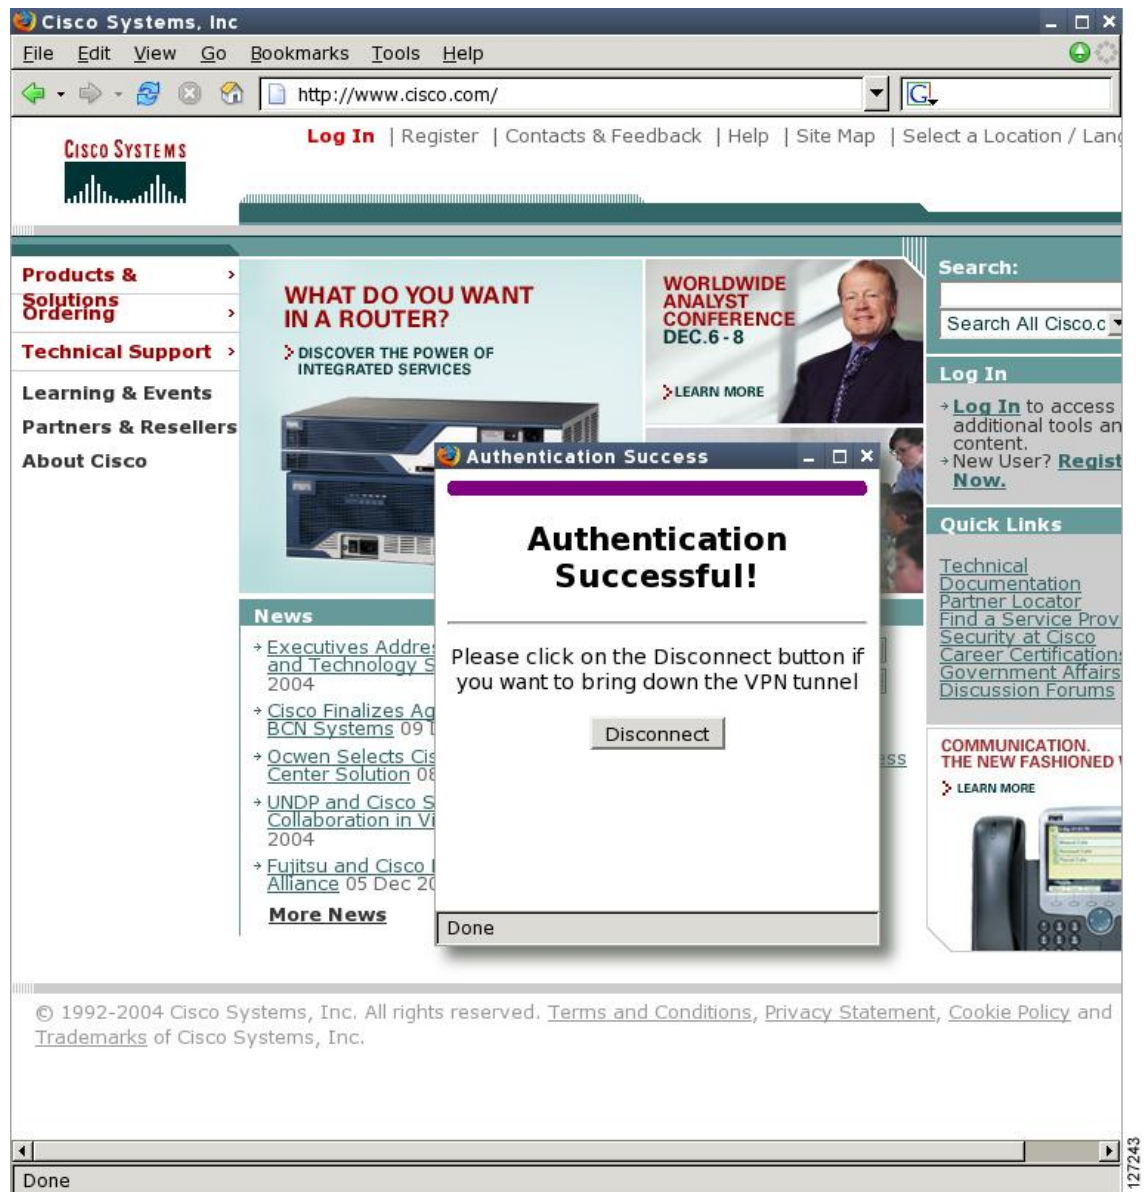 Cisco Systems, Inc
File Edit View Go Bookmarks Tools Help
http://www.cisco.com/
G
CISCO SYSTEMS
Log In | Register | Contacts & Feedback | Help | Site Map | Select a Location / Lang
Products &
Solutions
Ordering
Technical Support
Learning & Events
Partners & Resellers
About Cisco
WHAT DO YOU WANT
IN A ROUTER?
DISCOVER THE POWER OF
INTEGRATED SERVICES
WORLDWIDE
ANALYST
CONFERENCE
DEC.6 - 8
LEARN MORE
Search:
Search All Cisco.c
Log In
Log In to access
additional tools an
content.
New User? Regist
Now.
Quick Links
Technical
Documentation
Partner Locator
Find a Service Prov
Security at Cisco
Career Certifications
Government Affairs
Discussion Forums
COMMUNICATION.
THE NEW FASHIONED
LEARN MORE
News
Executives Addre
and Technology S
2004
Cisco Finalizes Ag
BCN Systems 09
Ocwen Selects Cis
Center Solution 08
UNDP and Cisco S
Collaboration in Vi
2004
Fujitsu and Cisco
Alliance 05 Dec 20
More News
ess
Authentication Success
Authentication
Successful!
Please click on the Disconnect button if
you want to bring down the VPN tunnel
Disconnect
Done
© 1992-2004 Cisco Systems, Inc. All rights reserved. Terms and Conditions, Privacy Statement, Cookie Policy and
Trademarks of Cisco Systems, Inc.
Done
127243